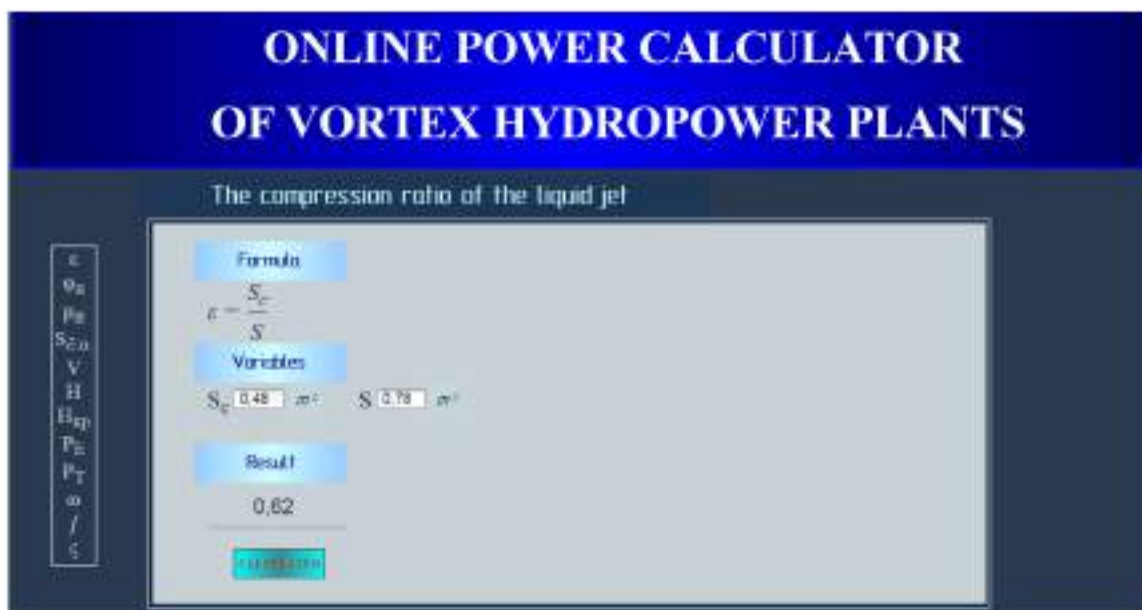 ONLINE POWER CALCULATOR
OF VORTEX HYDROPOWER PLANTS
The compression ratio of the liquid jet
ε
V
H
P_T
ω
f
ς
Formula
ε = S_c / S
Variables
S_c 0,48 m² S 0,78 m²
Result
0,62